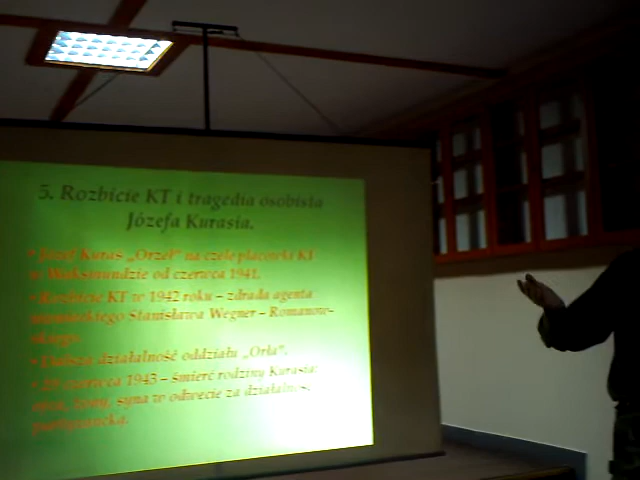 5. Rozbicie KT i tragedia osobista
Józefa Kurasia.
• Józef Kuraś „Orzeł” na czele placówki KT
w Waksmundzie od czerwca 1941.
• Rozbicie KT w 1942 roku – zdrada agenta
niemieckiego Stanisława Wegner – Romanow-
skiego.
• Dalsza działalność oddziału „Orła”.
• 29 czerwca 1943 – śmierć rodziny Kurasia:
ojca, żony, syna w odwecie za działalność
partyzancką.